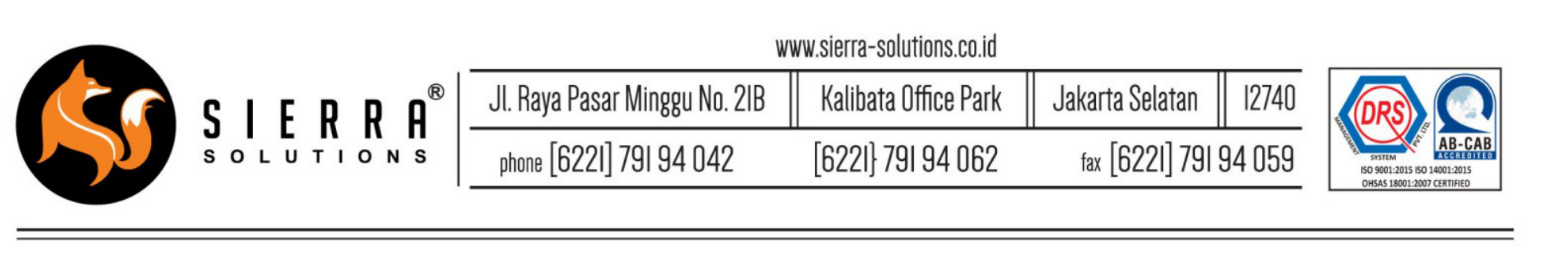 www.sierra-solutions.co.id
SIERRA®
SOLUTIONS
Jl. Raya Pasar Minggu No. 21B Kalibata Office Park Jakarta Selatan 12740
phone [6221] 791 94 042 [6221} 791 94 062 fax [6221] 791 94 059
DRS
MANAGEMENT SYSTEM PVT. LTD.
AB-CAB
ACCREDITED
ISO 9001:2015 ISO 14001:2015
OHSAS 18001:2007 CERTIFIED